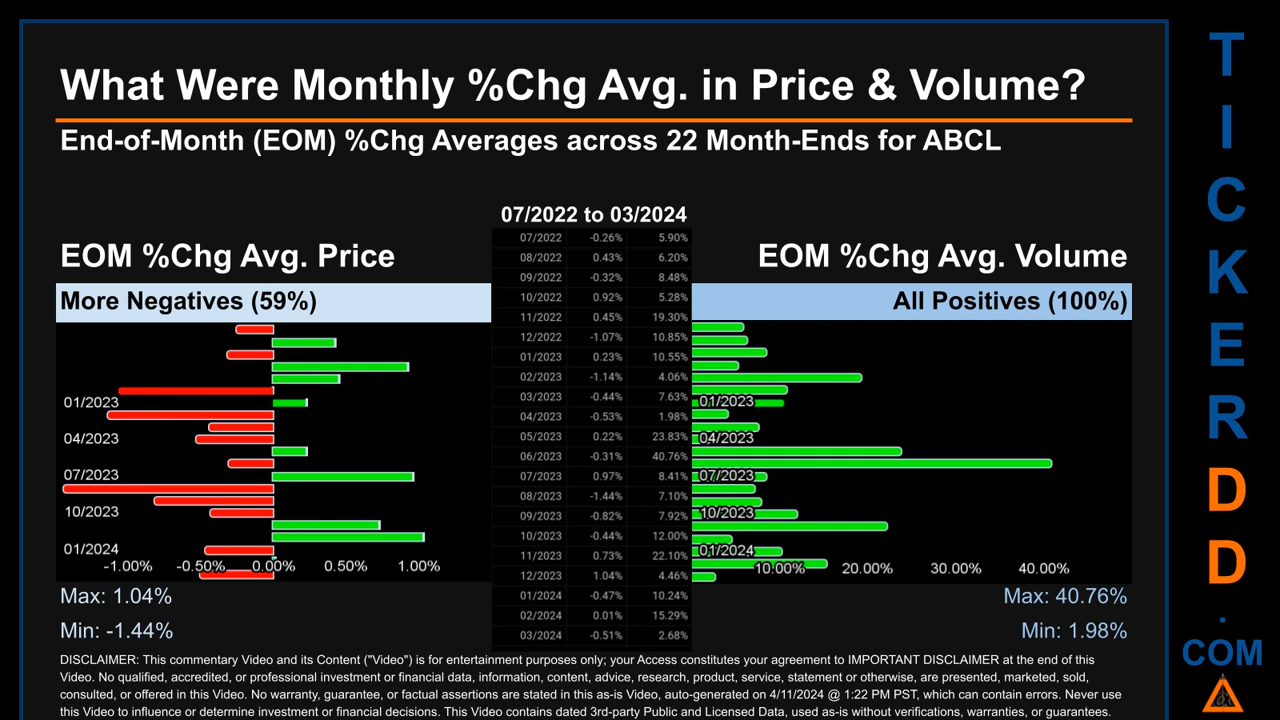 What Were Monthly %Chg Avg. in Price & Volume?
End-of-Month (EOM) %Chg Averages across 22 Month-Ends for ABCL
07/2022 to 03/2024
EOM %Chg Avg. Price
EOM %Chg Avg. Volume
More Negatives (59%)
All Positives (100%)
07/2022 -0.26% 5.90%
08/2022 0.43% 6.20%
09/2022 -0.32% 8.48%
10/2022 0.92% 5.28%
11/2022 0.45% 19.30%
12/2022 -1.07% 10.85%
01/2023 0.23% 10.55%
02/2023 -1.14% 4.06%
03/2023 -0.44% 7.63%
04/2023 -0.53% 1.98%
05/2023 0.22% 23.83%
06/2023 -0.31% 40.76%
07/2023 0.97% 8.41%
08/2023 -1.44% 7.10%
09/2023 -0.82% 7.92%
10/2023 -0.44% 12.00%
11/2023 0.73% 22.10%
12/2023 1.04% 4.46%
01/2024 -0.47% 10.24%
02/2024 0.01% 15.29%
03/2024 -0.51% 2.68%
01/2023
04/2023
07/2023
10/2023
01/2024
-1.00% -0.50% 0.00% 0.50% 1.00%
01/2023
04/2023
07/2023
10/2023
01/2024
10.00% 20.00% 30.00% 40.00%
Max: 1.04%
Min: -1.44%
Max: 40.76%
Min: 1.98%
DISCLAIMER: This commentary Video and its Content ("Video") is for entertainment purposes only; your Access constitutes your agreement to IMPORTANT DISCLAIMER at the end of this
Video. No qualified, accredited, or professional investment or financial data, information, content, advice, research, product, service, statement or otherwise, are presented, marketed, sold,
consulted, or offered in this Video. No warranty, guarantee, or factual assertions are stated in this as-is Video, auto-generated on 4/11/2024 @ 1:22 PM PST, which can contain errors. Never use
this Video to influence or determine investment or financial decisions. This Video contains dated 3rd-party Public and Licensed Data, used as-is without verifications, warranties, or guarantees.
T
I
C
K
E
R
D
D
.
COM